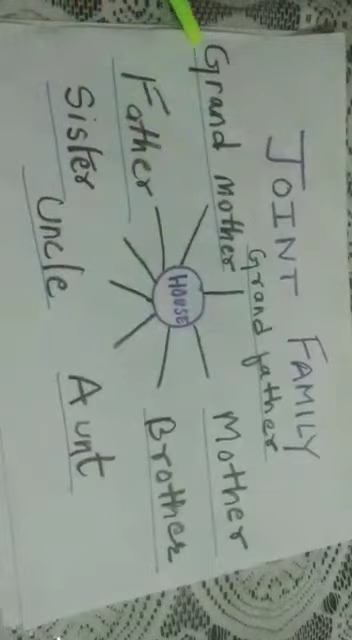 JOINT FAMILY
Grand father
Grand mother
Mother
Father
HOUSE
Brother
Sister
Uncle
Aunt